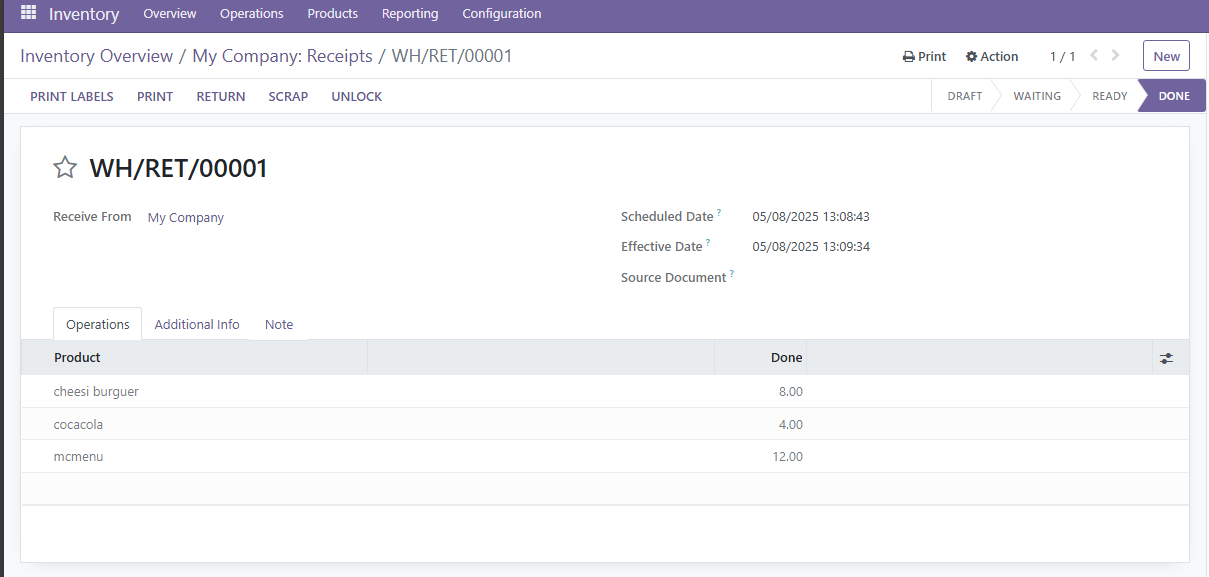 Inventory Overview Operations Products Reporting Configuration
Inventory Overview / My Company: Receipts / WH/RET/00001 Print Action 1 / 1 New
PRINT LABELS PRINT RETURN SCRAP UNLOCK DRAFT WAITING READY DONE
WH/RET/00001
Receive From My Company Scheduled Date ? 05/08/2025 13:08:43
Effective Date ? 05/08/2025 13:09:34
Source Document ?
Operations Additional Info Note
Product Done
cheesi burguer 8.00
cocacola 4.00
mcmenu 12.00